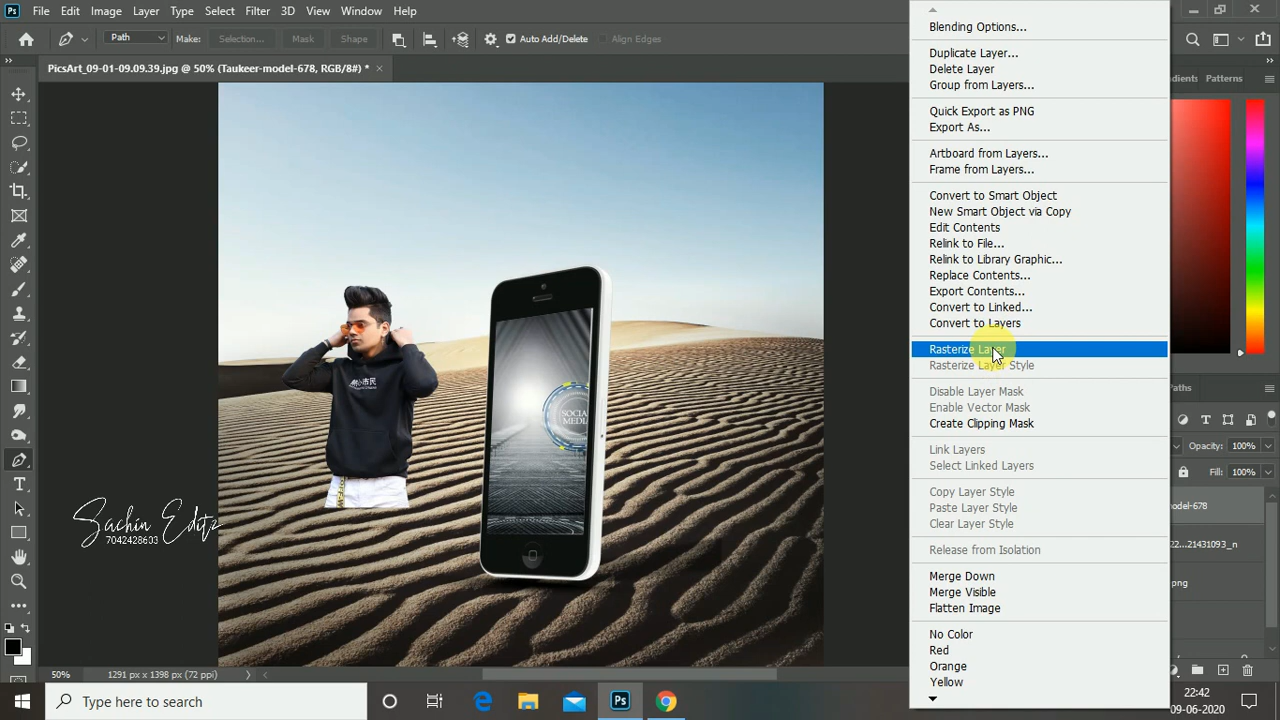 Ps File Edit Image Layer Type Select Filter 3D View Window Help
Path Make: Selection... Mask Shape Auto Add/Delete Align Edges
PicsArt_09-01-09.09.39.jpg @ 50% (Taukeer-model-678, RGB/8#) * ×
Blending Options...
Duplicate Layer...
Delete Layer
Group from Layers...
Quick Export as PNG
Export As...
Artboard from Layers...
Frame from Layers...
Convert to Smart Object
New Smart Object via Copy
Edit Contents
Relink to File...
Relink to Library Graphic...
Replace Contents...
Export Contents...
Convert to Linked...
Convert to Layers
Rasterize Layer
Rasterize Layer Style
Disable Layer Mask
Enable Vector Mask
Create Clipping Mask
Link Layers
Select Linked Layers
Copy Layer Style
Paste Layer Style
Clear Layer Style
Release from Isolation
Merge Down
Merge Visible
Flatten Image
No Color
Red
Orange
Yellow
Patterns
Opacity: 100%
Fill: 100%
SOCIAL
MEDIA
市民
Sachin Editz
7042428603
50% 1291 px x 1398 px (72 ppi)
Type here to search
Ps
22:42
09-06-2020